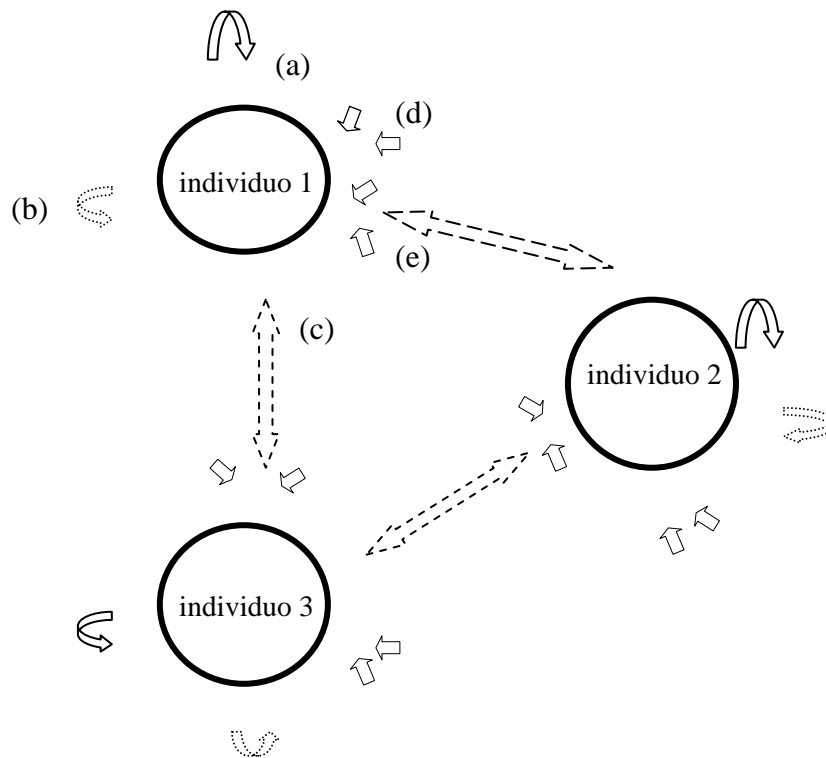 (a)
(d)
individuo 1
(b)
(e)
(c)
individuo 2
individuo 3